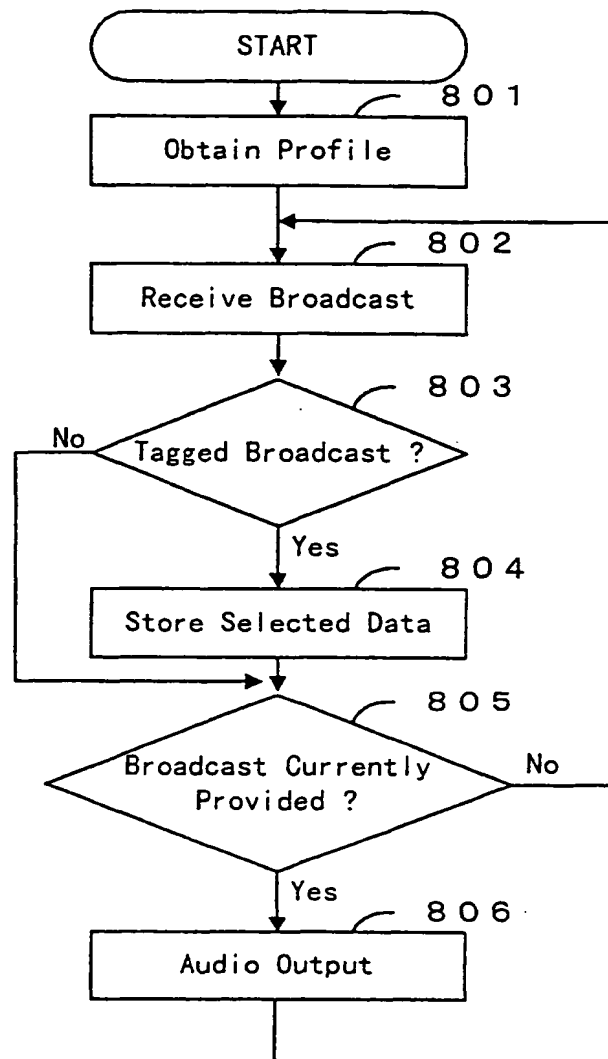 START
801
Obtain Profile
802
Receive Broadcast
803
No
Tagged Broadcast ?
Yes
804
Store Selected Data
805
Broadcast Currently
Provided ?
No
Yes
806
Audio Output